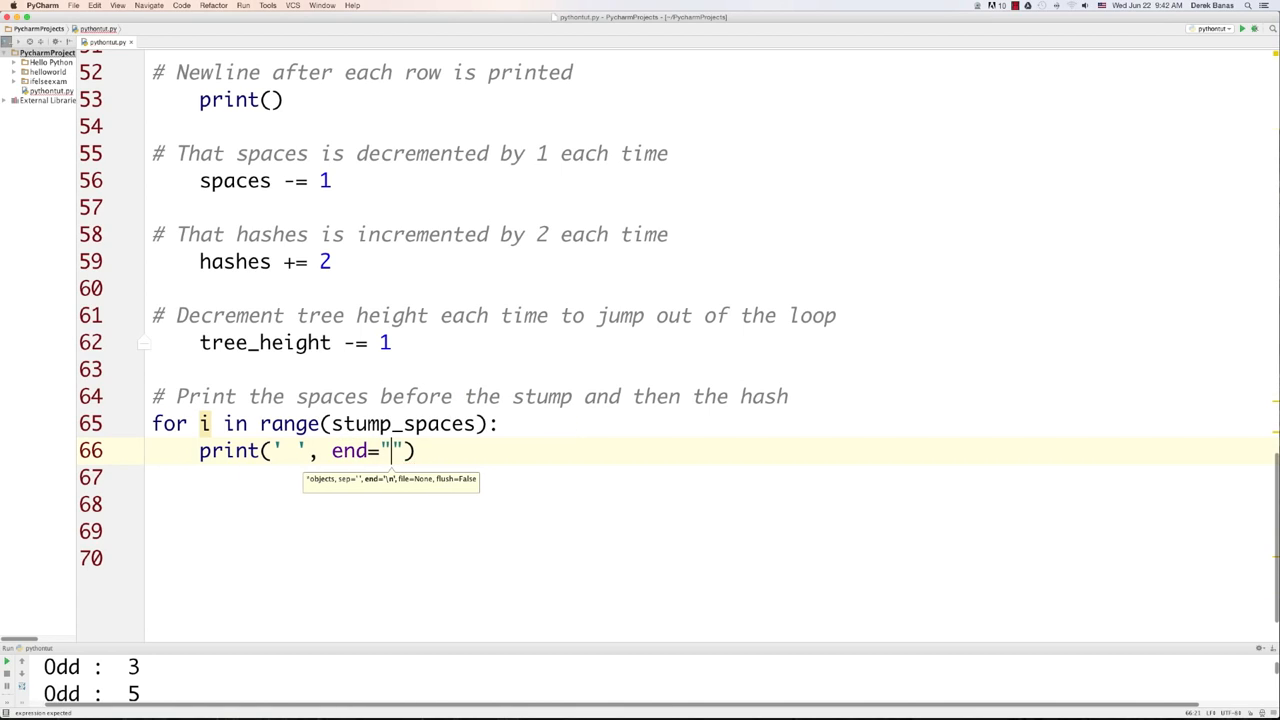 PyCharm File Edit View Navigate Code Refactor Run Tools VCS Window Help 10 Wed Jun 22 9:42 AM Derek Banas
pythontut.py - PycharmProjects - [~/PycharmProjects]
PycharmProjects pythontut.py pythontut
pythontut.py
PycharmProject
Hello Python
helloworld
ifelseexam
pythontut.py
External Librarie
51
52 # Newline after each row is printed
53 print()
54
55 # That spaces is decremented by 1 each time
56 spaces -= 1
57
58 # That hashes is incremented by 2 each time
59 hashes += 2
60
61 # Decrement tree height each time to jump out of the loop
62 tree_height -= 1
63
64 # Print the spaces before the stump and then the hash
65 for i in range(stump_spaces):
66 print(' ', end="")
*objects, sep=' ', end='\n', file=None, flush=False
67
68
69
70
Run pythontut
Odd : 3
Odd : 5
expression expected 66:21 LF÷ UTF-8÷